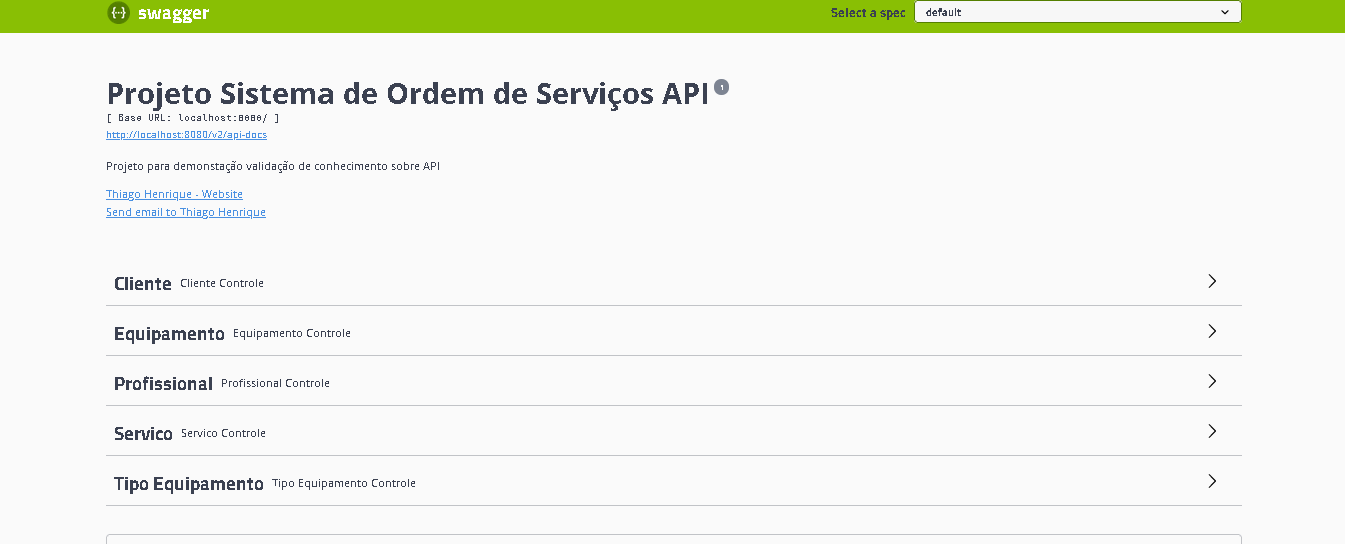 swagger
Select a spec
default
Projeto Sistema de Ordem de Serviços API 1
[ Base URL: localhost:8080/ ]
http://localhost:8080/v2/api-docs
Projeto para demonstação validação de conhecimento sobre API
Thiago Henrique - Website
Send email to Thiago Henrique
Cliente Cliente Controle
Equipamento Equipamento Controle
Profissional Profissional Controle
Servico Servico Controle
Tipo Equipamento Tipo Equipamento Controle